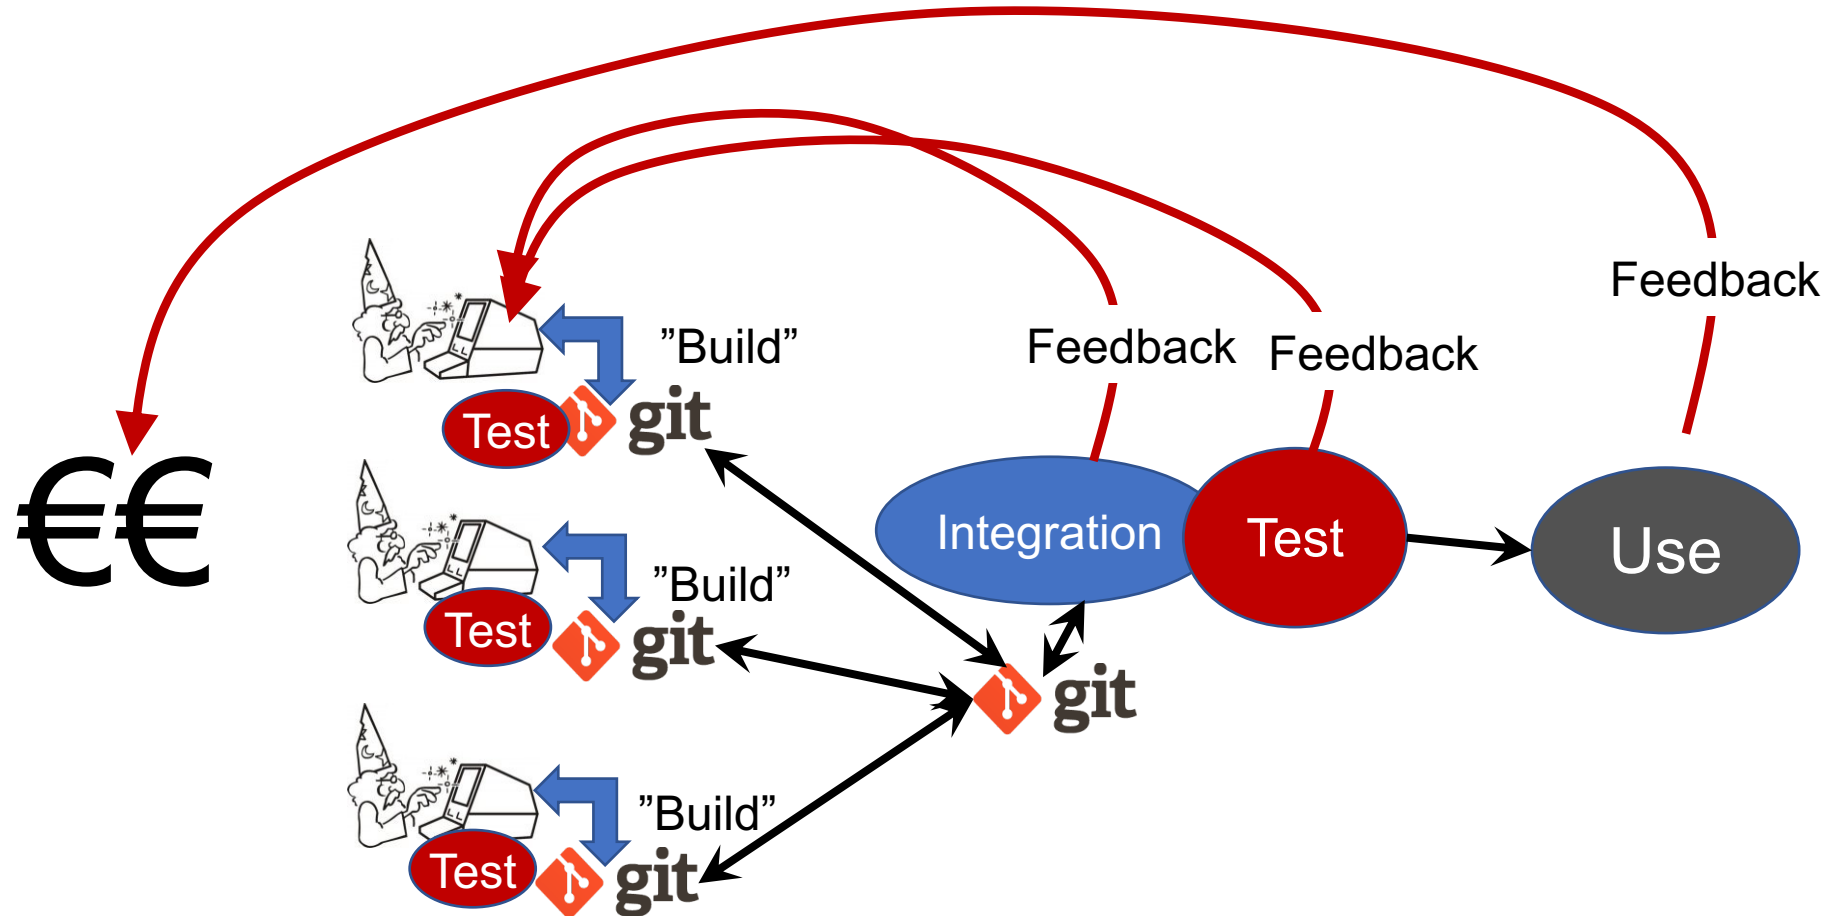 Feedback
"Build"
Feedback
Feedback
Test
git
€€
Integration
Test
Use
"Build"
Test
git
git
"Build"
Test
git